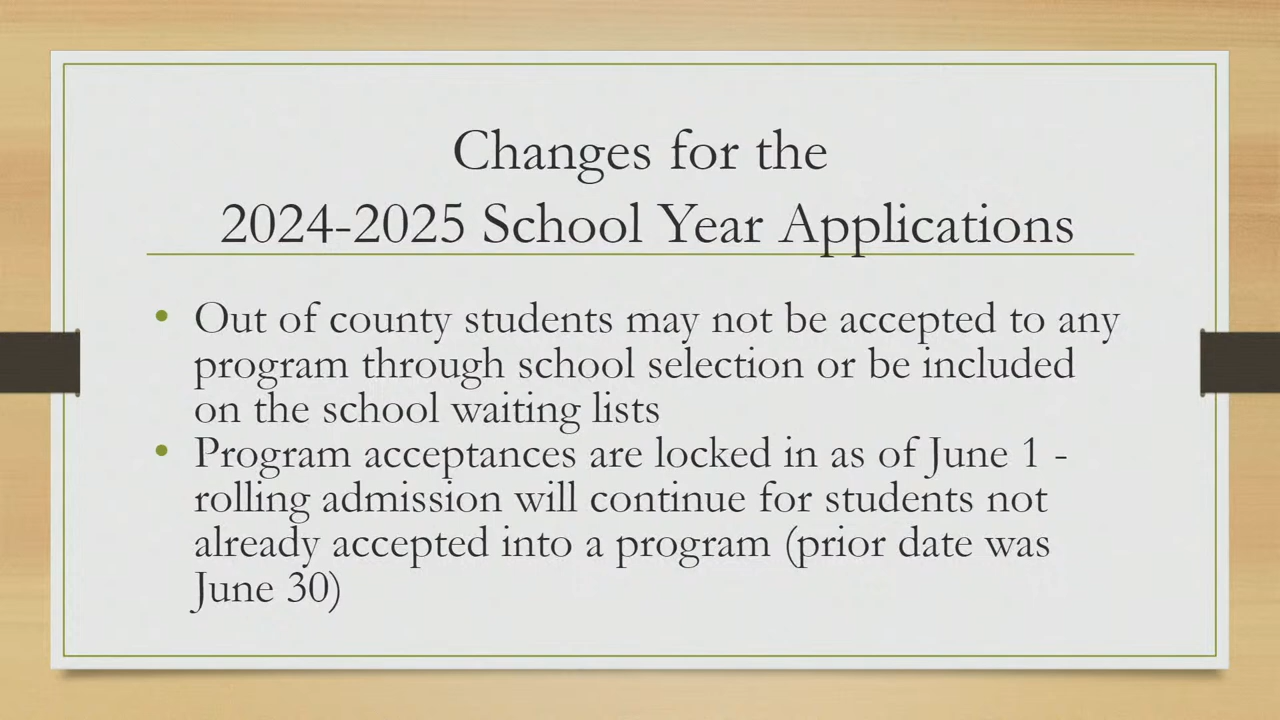 Changes for the
2024-2025 School Year Applications
• Out of county students may not be accepted to any
program through school selection or be included
on the school waiting lists
• Program acceptances are locked in as of June 1 -
rolling admission will continue for students not
already accepted into a program (prior date was
June 30)